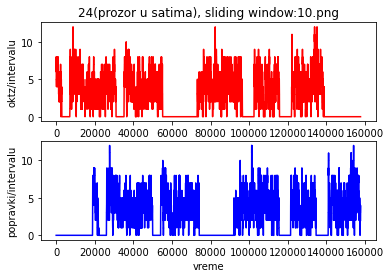 24(prozor u satima), sliding window:10.png
oktz/intervalu
10
5
0
0 20000 40000 60000 80000 100000 120000 140000 160000
popravki/intervalu
10
5
0
0 20000 40000 60000 80000 100000 120000 140000 160000
vreme